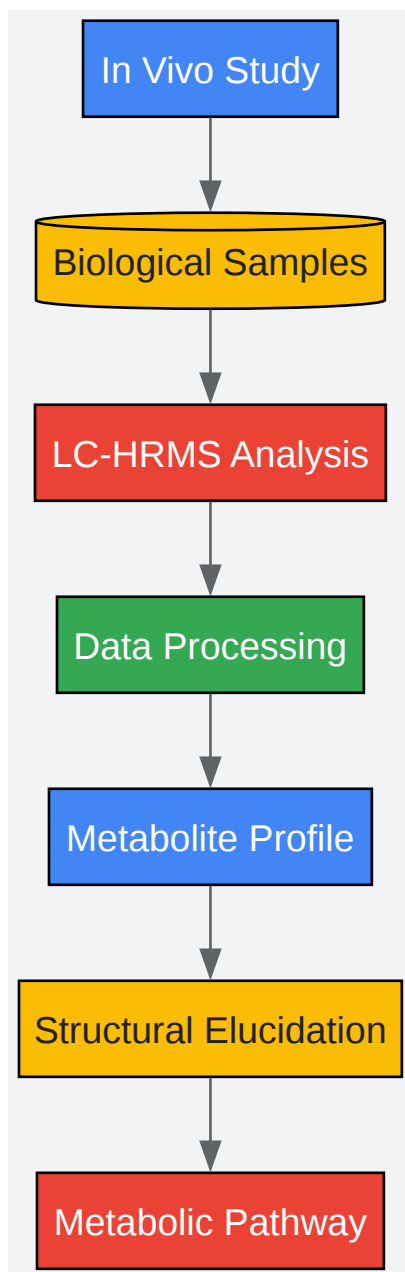 In Vivo Study
Biological Samples
LC-HRMS Analysis
Data Processing
Metabolite Profile
Structural Elucidation
Metabolic Pathway